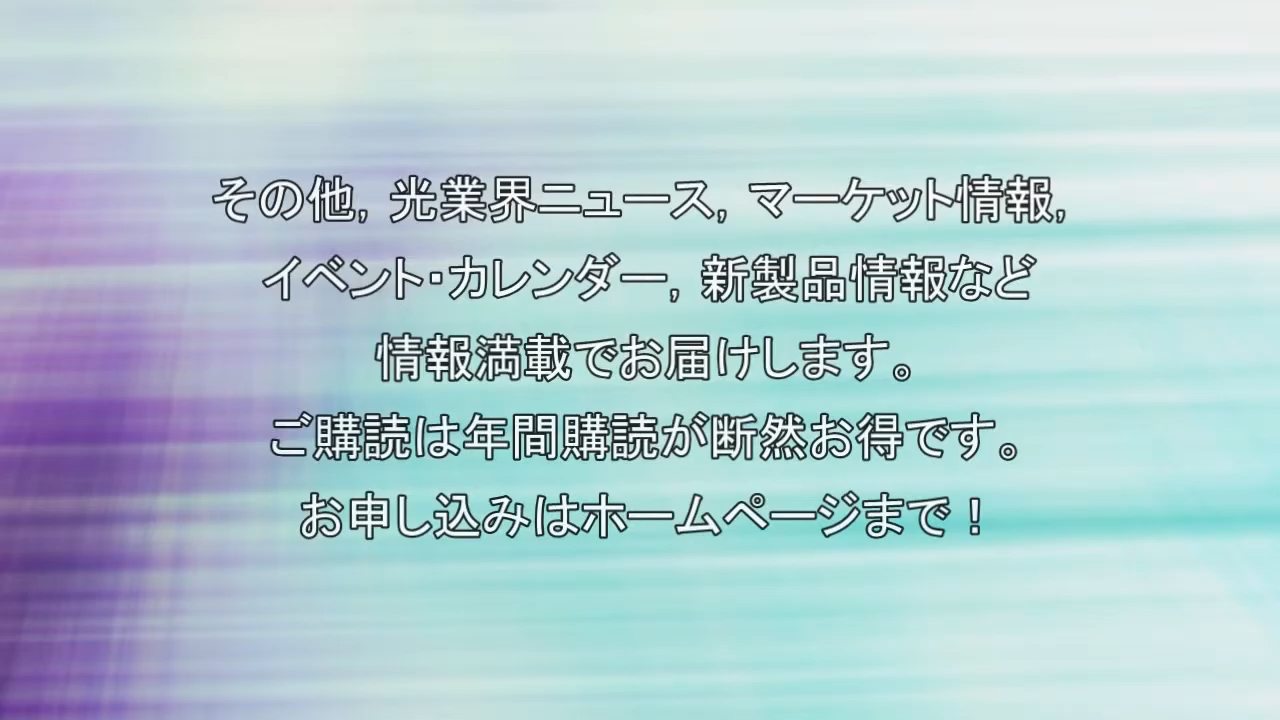 その他，光業界ニュース，マーケット情報，
イベント・カレンダー，新製品情報など
情報満載でお届けします。
ご購読は年間購読が断然お得です。
お申し込みはホームページまで！